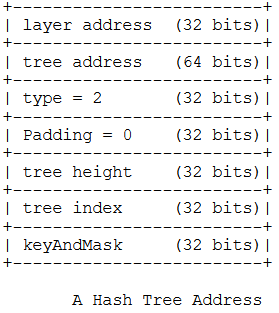 +-------------------------+
| layer address  (32 bits)|
+-------------------------+
| tree address   (64 bits)|
+-------------------------+
| type = 2       (32 bits)|
+-------------------------+
| Padding = 0    (32 bits)|
+-------------------------+
| tree height    (32 bits)|
+-------------------------+
| tree index     (32 bits)|
+-------------------------+
| keyAndMask     (32 bits)|
+-------------------------+
A Hash Tree Address